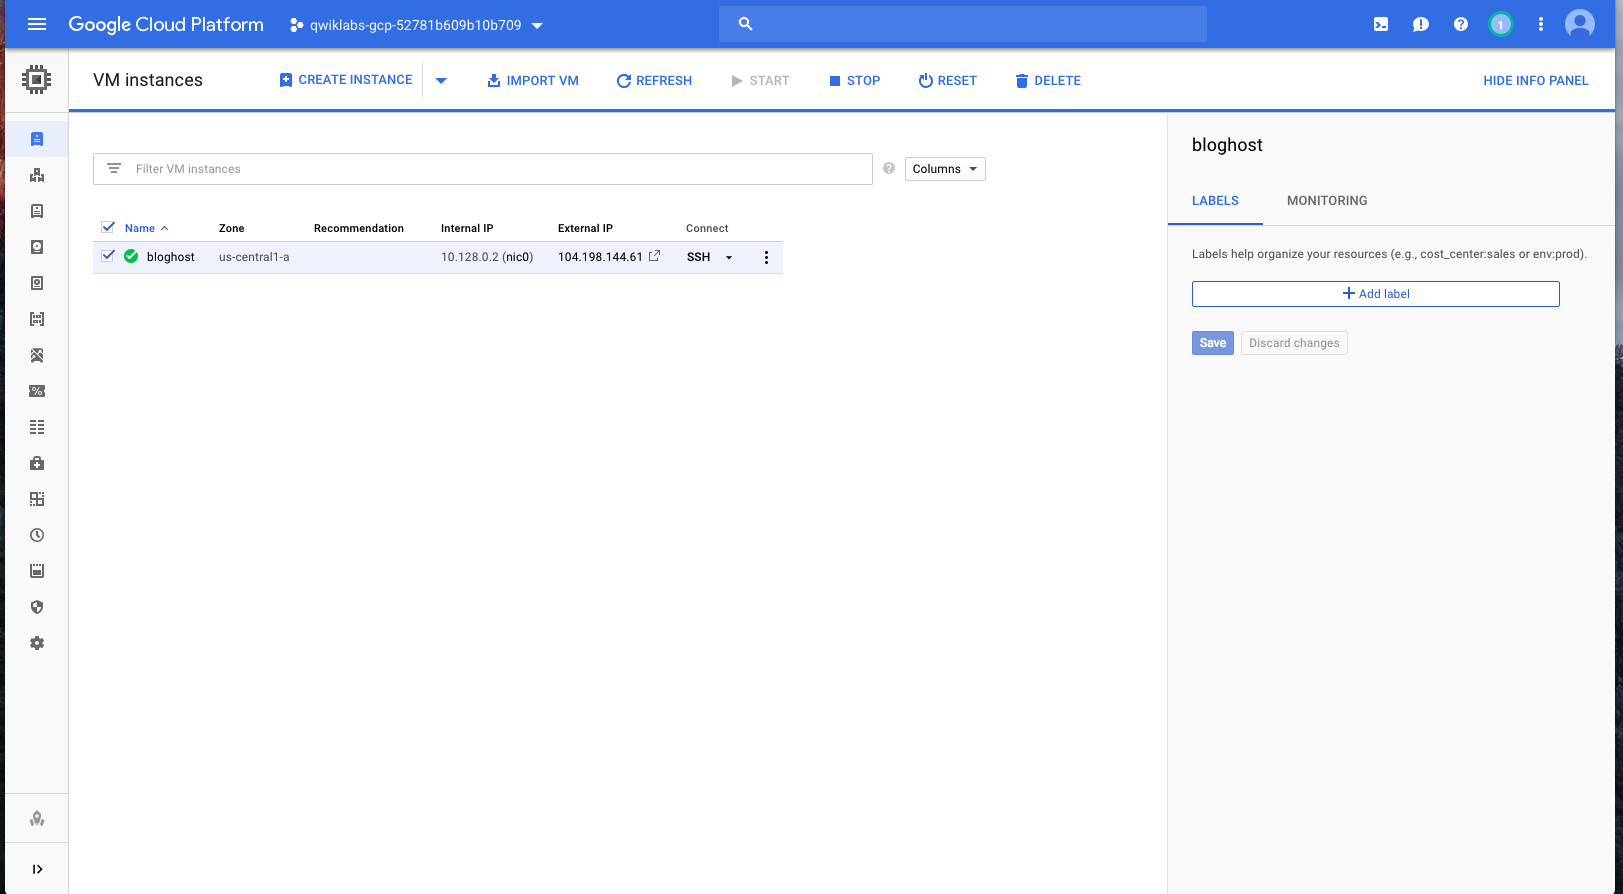 Google Cloud Platform qwiklabs-gcp-52781b609b10b709 1
VM instances CREATE INSTANCE IMPORT VM REFRESH START STOP RESET DELETE HIDE INFO PANEL
Filter VM instances Columns
Name Zone Recommendation Internal IP External IP Connect
bloghost us-central1-a 10.128.0.2 (nic0) 104.198.144.61 SSH
bloghost
LABELS MONITORING
Labels help organize your resources (e.g., cost_center:sales or env:prod).
Add label
Save Discard changes